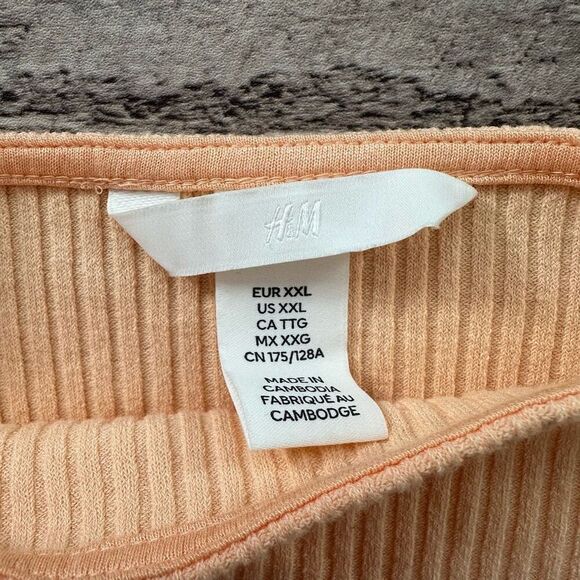 H&M
EUR XXL
US XXL
CA TTG
MX XXG
CN 175/128A
MADE IN
CAMBODIA
FABRIQUÉ AU
CAMBODGE